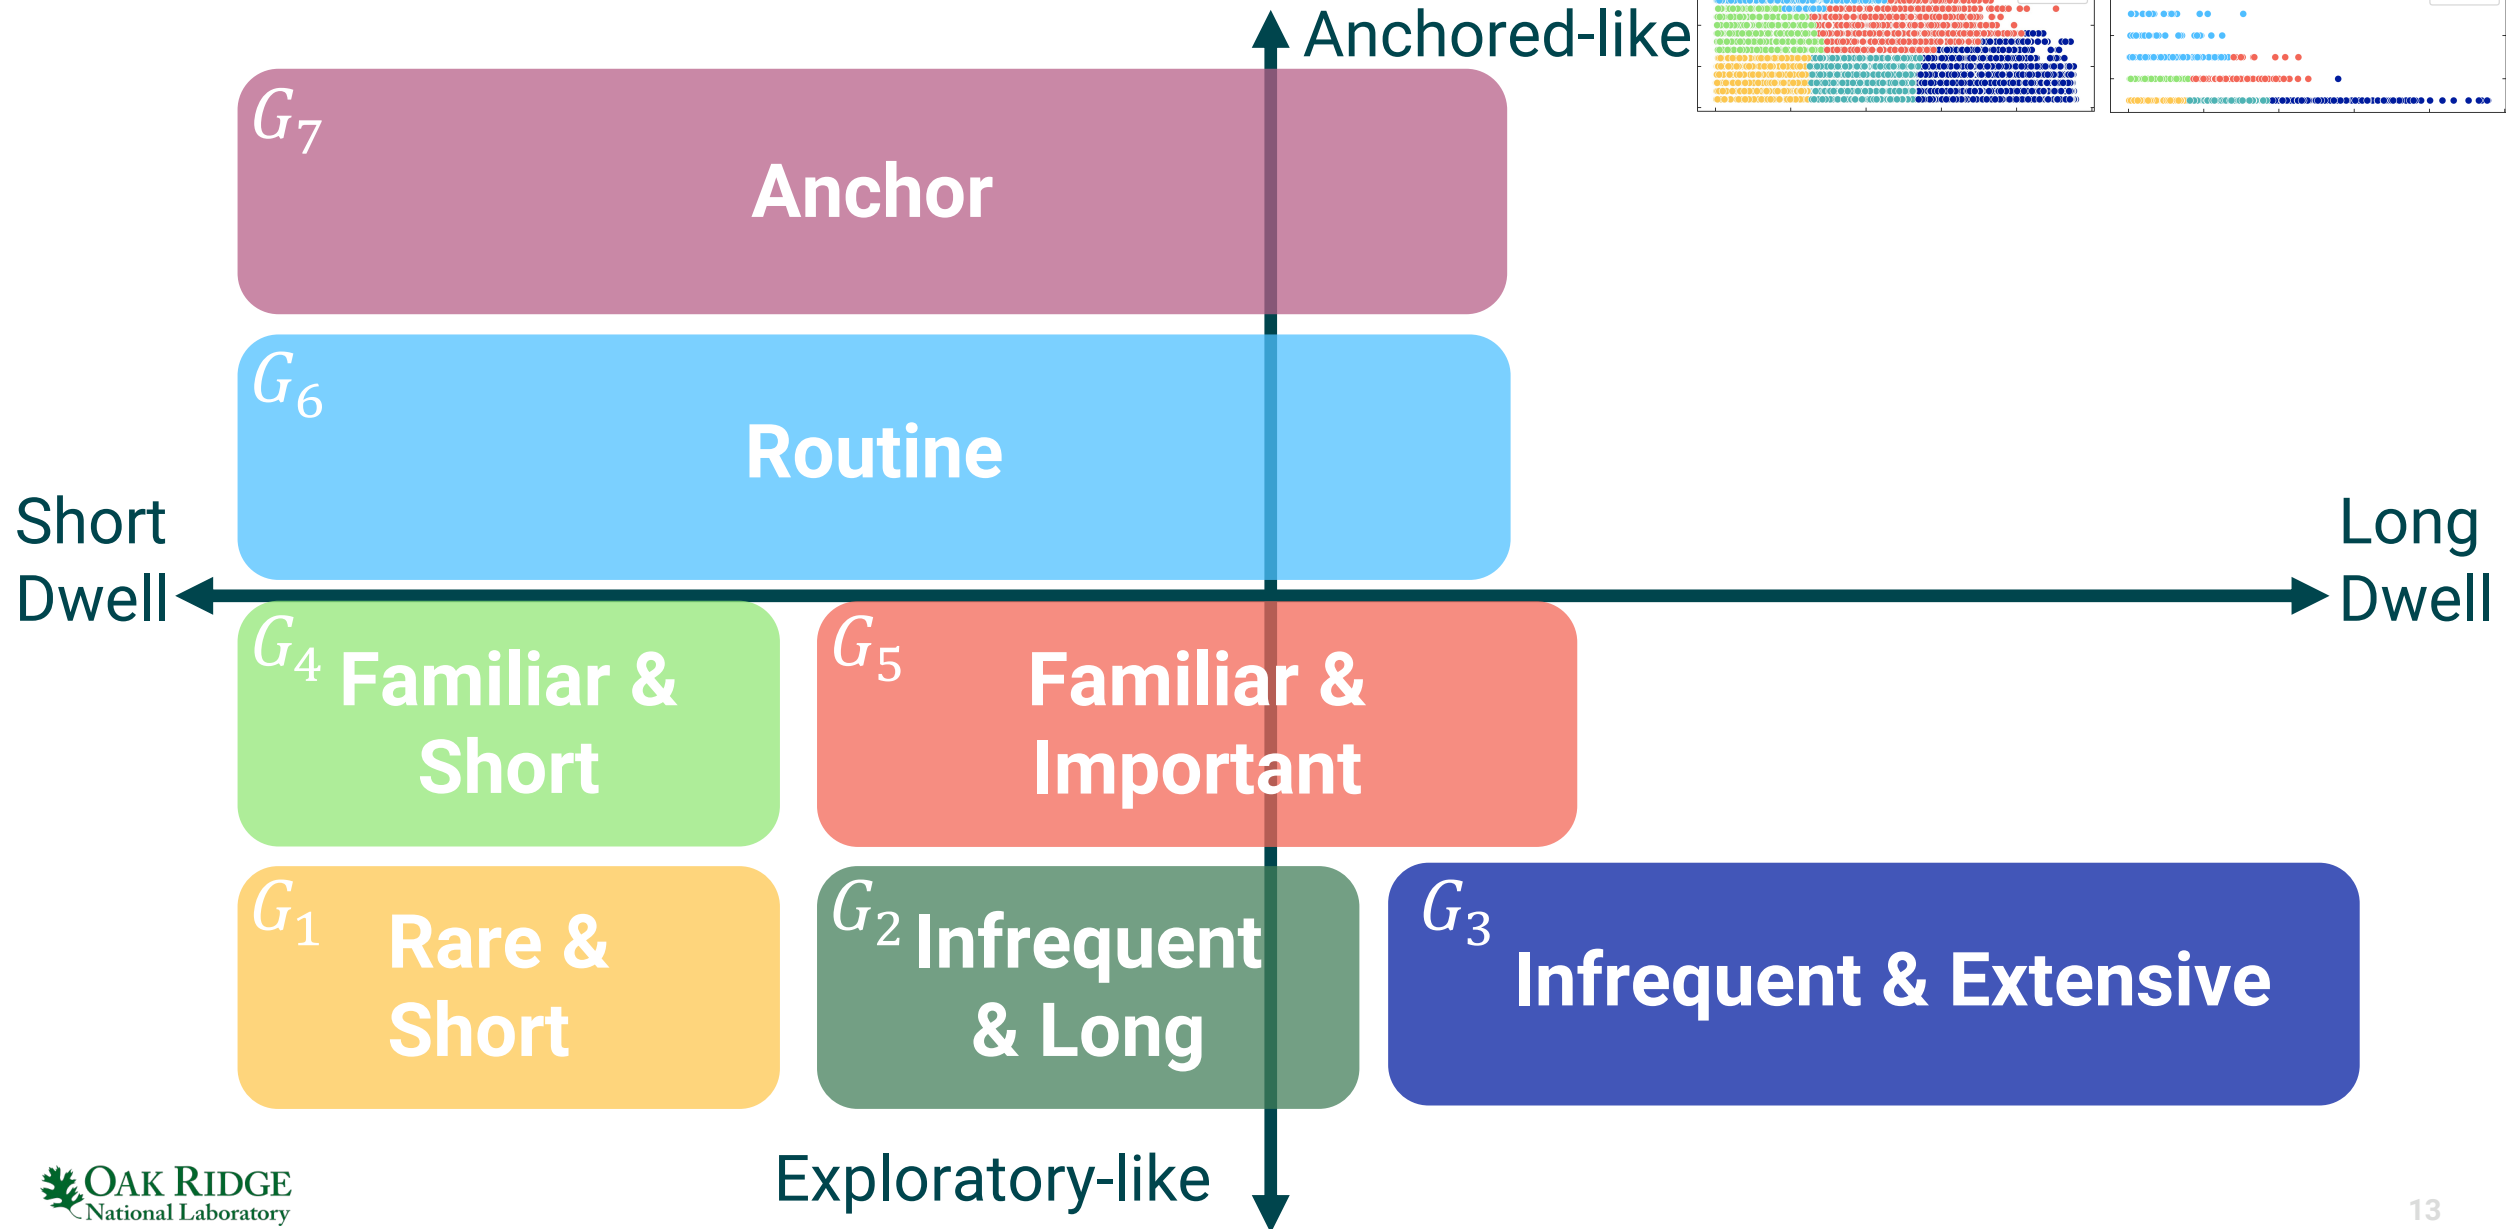 Anchored-like
G7
Anchor
G6
Routine
Short
Dwell
Long
Dwell
G4
Familiar &
Short
G5
Familiar &
Important
G1
Rare &
Short
G2
Infrequent
& Long
G3
Infrequent & Extensive
Exploratory-like
OAK RIDGE
National Laboratory
13